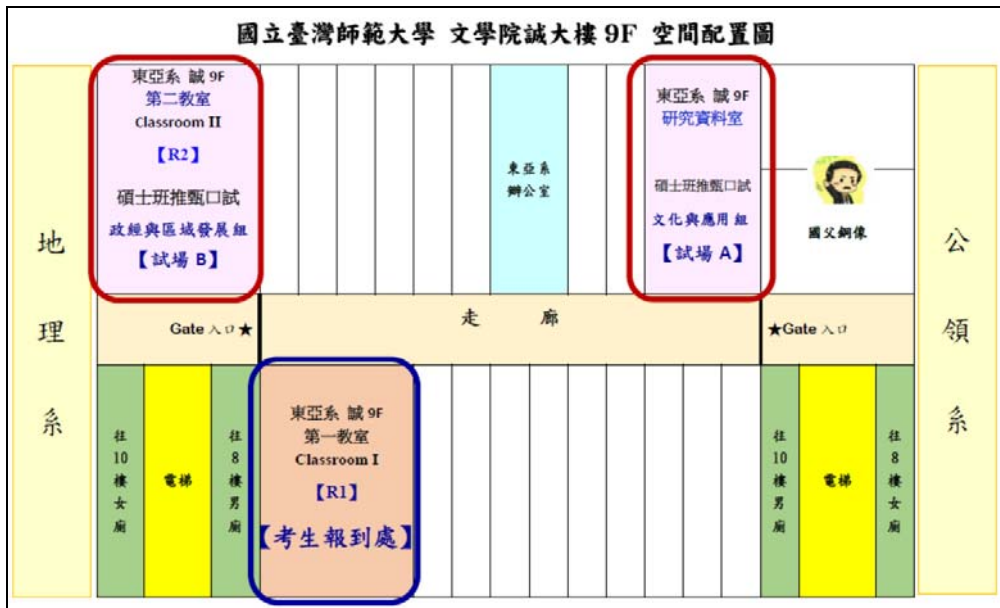 國立臺灣師範大學 文學院誠大樓 9F 空間配置圖
地理系
東亞系 誠 9F
第二教室
Classroom II
【R2】
碩士班推甄口試
政經與區域發展組
【試場 B】
東亞系
辦公室
東亞系 誠 9F
研究資料室
碩士班推甄口試
文化與應用組
【試場 A】
國父銅像
公領系
Gate 入口★
走廊
★Gate 入口
往10樓女廁
電梯
往8樓男廁
東亞系 誠 9F
第一教室
Classroom I
【R1】
【考生報到處】
往10樓男廁
電梯
往8樓女廁